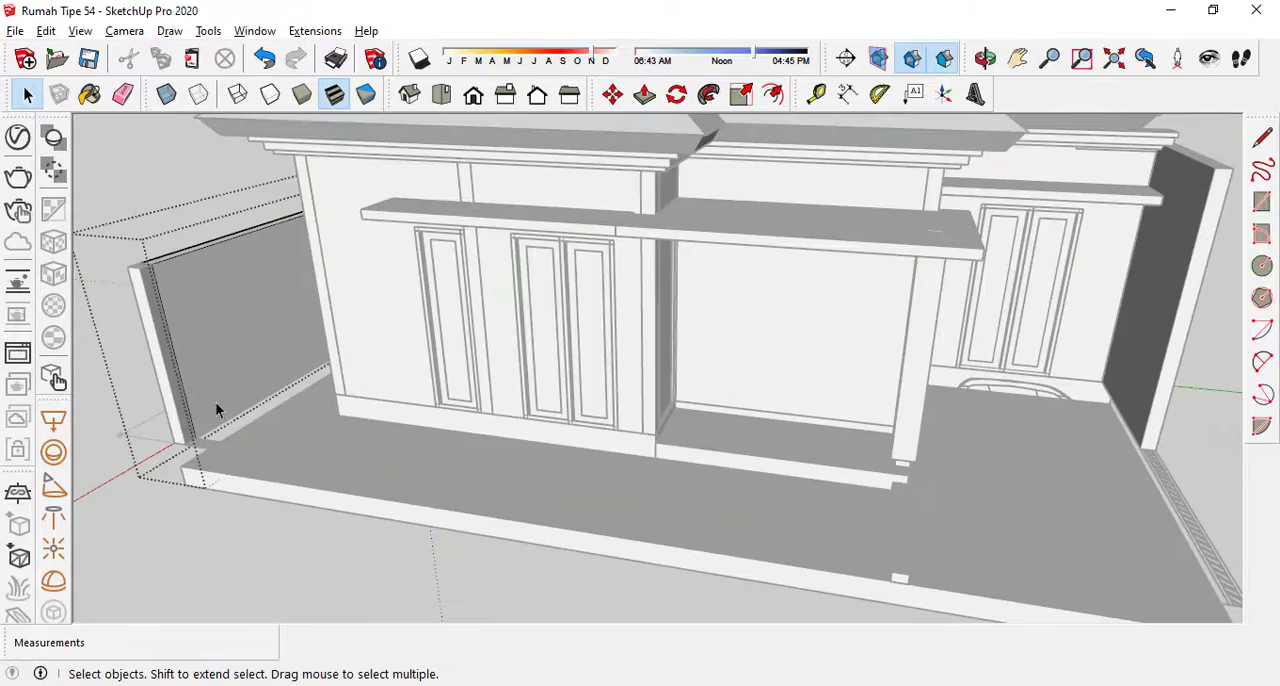 Rumah Tipe 54 - SketchUp Pro 2020
File Edit View Camera Draw Tools Window Extensions Help
J F M A M J J A S O N D 06:43 AM Noon 04:45 PM
A1
Measurements
Select objects. Shift to extend select. Drag mouse to select multiple.